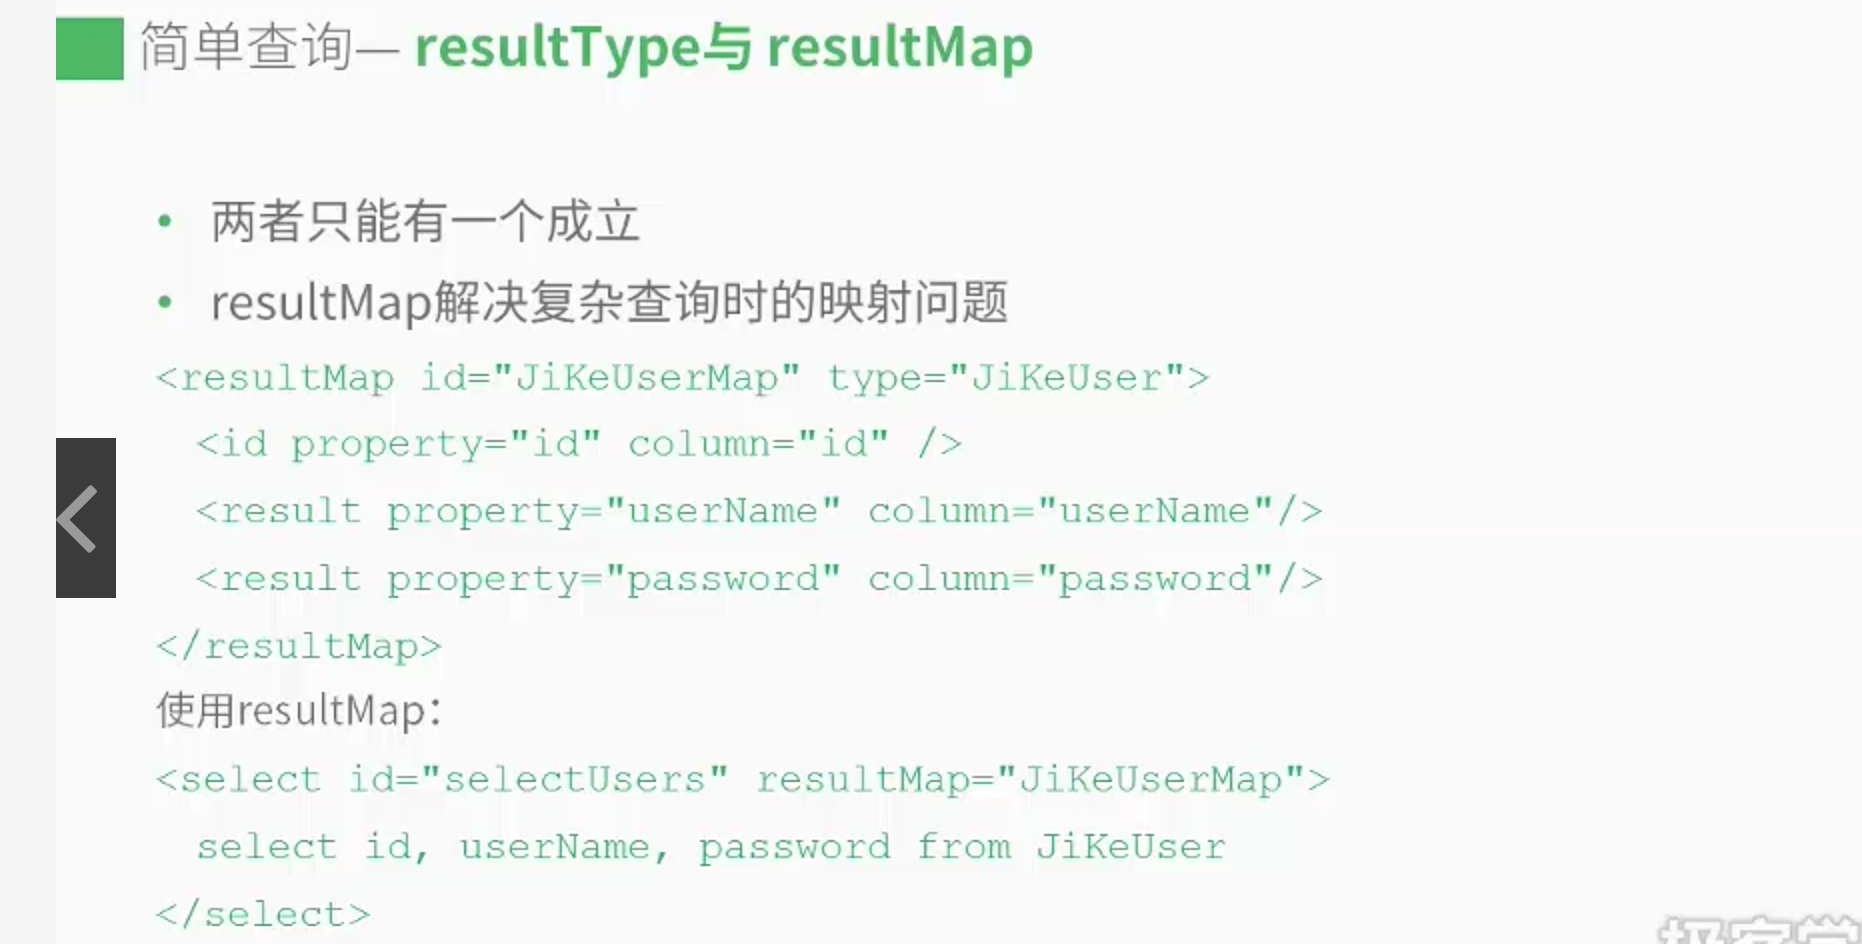 简单查询— resultType与 resultMap
• 两者只能有一个成立
• resultMap解决复杂查询时的映射问题
<resultMap id="JiKeUserMap" type="JiKeUser">
<id property="id" column="id" />
<result property="userName" column="userName"/>
<result property="password" column="password"/>
</resultMap>
使用resultMap：
<select id="selectUsers" resultMap="JiKeUserMap">
select id, userName, password from JiKeUser
</select>